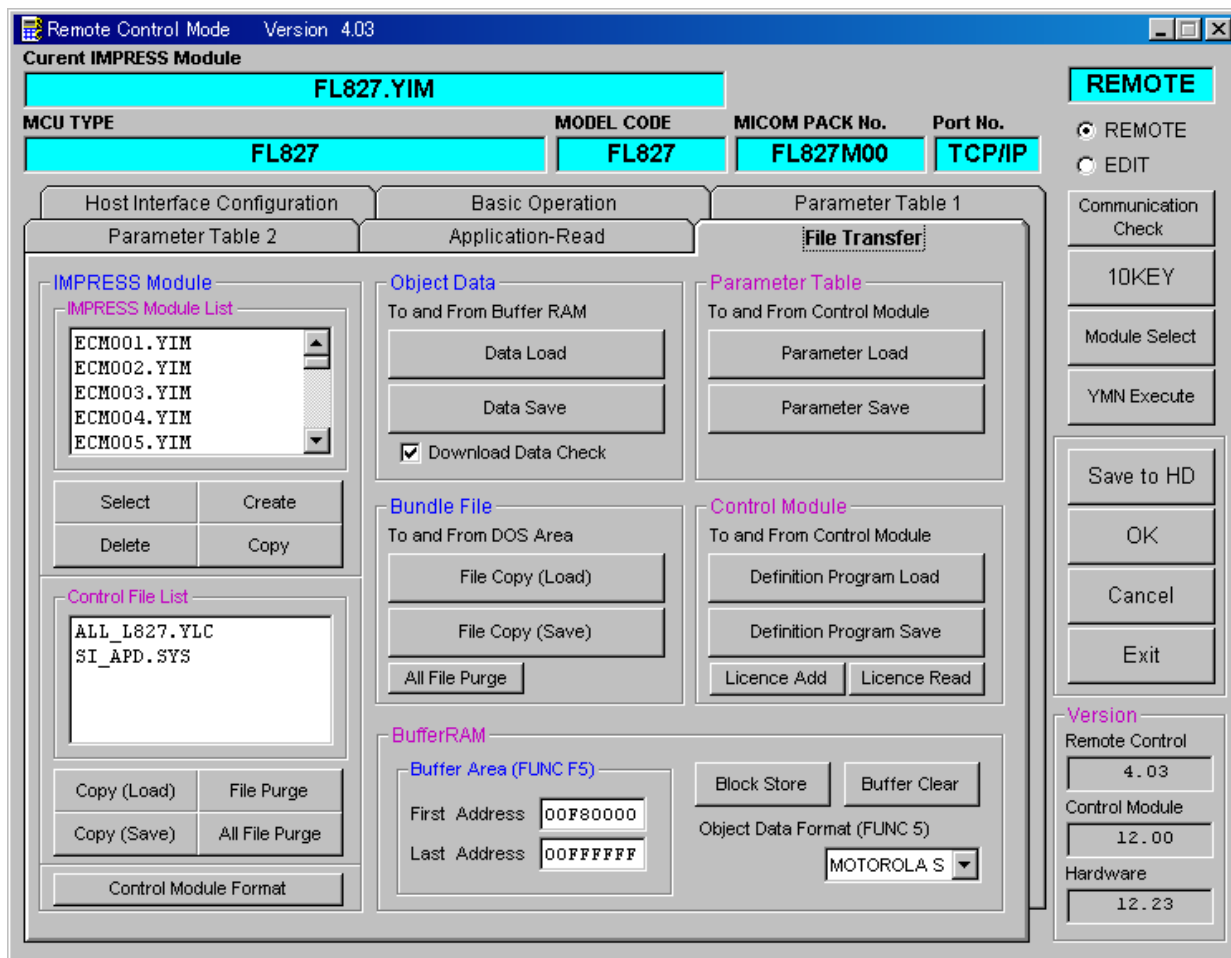 Remote Control Mode Version 4.03
Curent IMPRESS Module
FL827.YIM
REMOTE
MCU TYPE
MODEL CODE
MICOM PACK No.
Port No.
FL827
FL827
FL827M00
TCP/IP
REMOTE
EDIT
Host Interface Configuration
Basic Operation
Parameter Table 1
Parameter Table 2
Application-Read
File Transfer
Communication
Check
10KEY
Module Select
YMN Execute
Save to HD
OK
Cancel
Exit
IMPRESS Module
IMPRESS Module List
ECM001.YIM
ECM002.YIM
ECM003.YIM
ECM004.YIM
ECM005.YIM
Select
Create
Delete
Copy
Control File List
ALL_L827.YLC
SI_APD.SYS
Copy (Load)
File Purge
Copy (Save)
All File Purge
Control Module Format
Object Data
To and From Buffer RAM
Data Load
Data Save
Download Data Check
Parameter Table
To and From Control Module
Parameter Load
Parameter Save
Bundle File
To and From DOS Area
File Copy (Load)
File Copy (Save)
All File Purge
Control Module
To and From Control Module
Definition Program Load
Definition Program Save
Licence Add
Licence Read
BufferRAM
Buffer Area (FUNC F5)
First Address 00F80000
Last Address 00FFFFFF
Block Store
Buffer Clear
Object Data Format (FUNC 5)
MOTOROLA S
Version
Remote Control
4.03
Control Module
12.00
Hardware
12.23